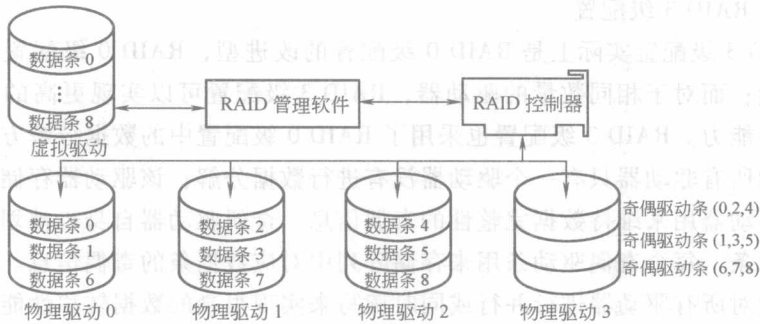 数据条 0
数据条 8
虚拟驱动
RAID 管理软件
RAID 控制器
数据条 0
数据条 1
数据条 6
数据条 2
数据条 3
数据条 7
数据条 4
数据条 5
数据条 8
奇偶驱动条 (0,2,4)
奇偶驱动条 (1,3,5)
奇偶驱动条 (6,7,8)
物理驱动 0
物理驱动 1
物理驱动 2
物理驱动 3